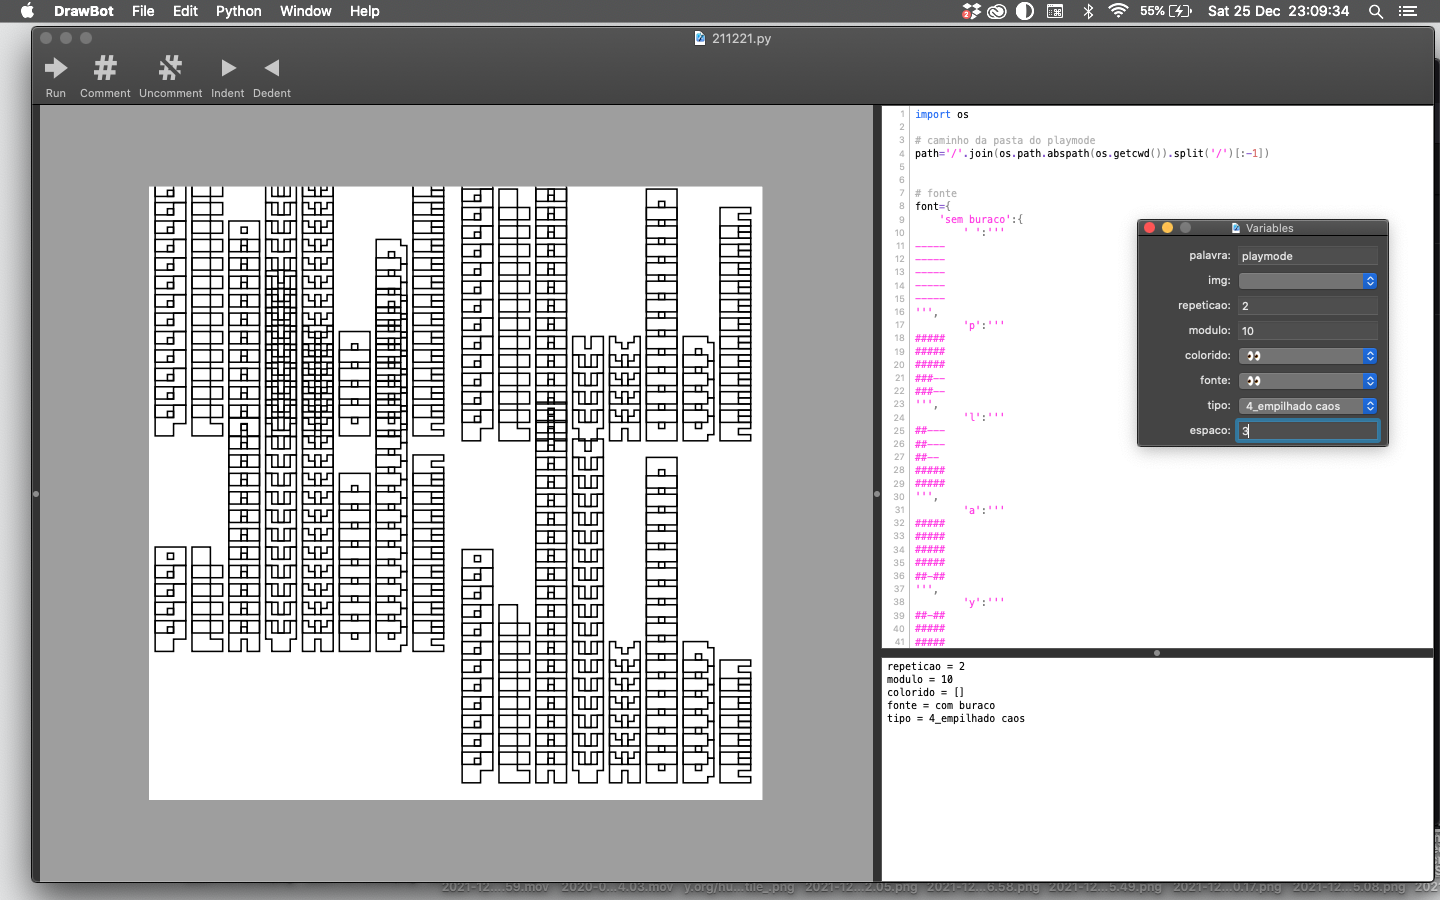 DrawBot File Edit Python Window Help
2
55% Sat 25 Dec 23:09:34
211221.py
Run Comment Uncomment Indent Dedent
1 import os
2
3 # caminho da pasta do playmode
4 path='/'.join(os.path.abspath(os.getcwd()).split('/')[:-1])
5
6
7 # fonte
8 font={
9 'sem buraco':{
10 ' ':'''
11 -----
12 -----
13 -----
14 -----
15 -----
16 ''',
17 'p':'''
18 #####
19 #####
20 #####
21 ###--
22 ###--
23 ''',
24 'l':'''
25 ##---
26 ##---
27 ##--
28 #####
29 #####
30 ''',
31 'a':'''
32 #####
33 #####
34 #####
35 #####
36 ##-##
37 ''',
38 'y':'''
39 ##-##
40 #####
41 #####
Variables
palavra: playmode
img:
repeticao: 2
modulo: 10
colorido: 👀
fonte: 👀
tipo: 4_empilhado caos
espaco: 3
repeticao = 2
modulo = 10
colorido = []
fonte = com buraco
tipo = 4_empilhado caos
2021-12....59.mov 2020-0...4.03.mov y.org/hu...tile_.png 2021-12...2.05.png 2021-12...6.58.png 2021-12...5.49.png 2021-12...0.17.png 2021-12...5.08.png